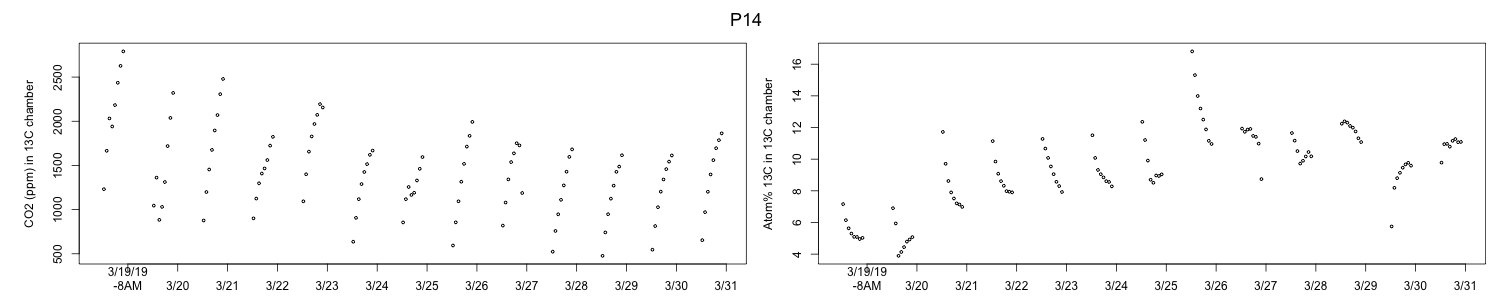 P14
CO2 (ppm) in 13C chamber
500 1000 1500 2000 2500
3/19/19
-8AM 3/20 3/21 3/22 3/23 3/24 3/25 3/26 3/27 3/28 3/29 3/30 3/31
Atom% 13C in 13C chamber
4 6 8 10 12 14 16
3/19/19
-8AM 3/20 3/21 3/22 3/23 3/24 3/25 3/26 3/27 3/28 3/29 3/30 3/31